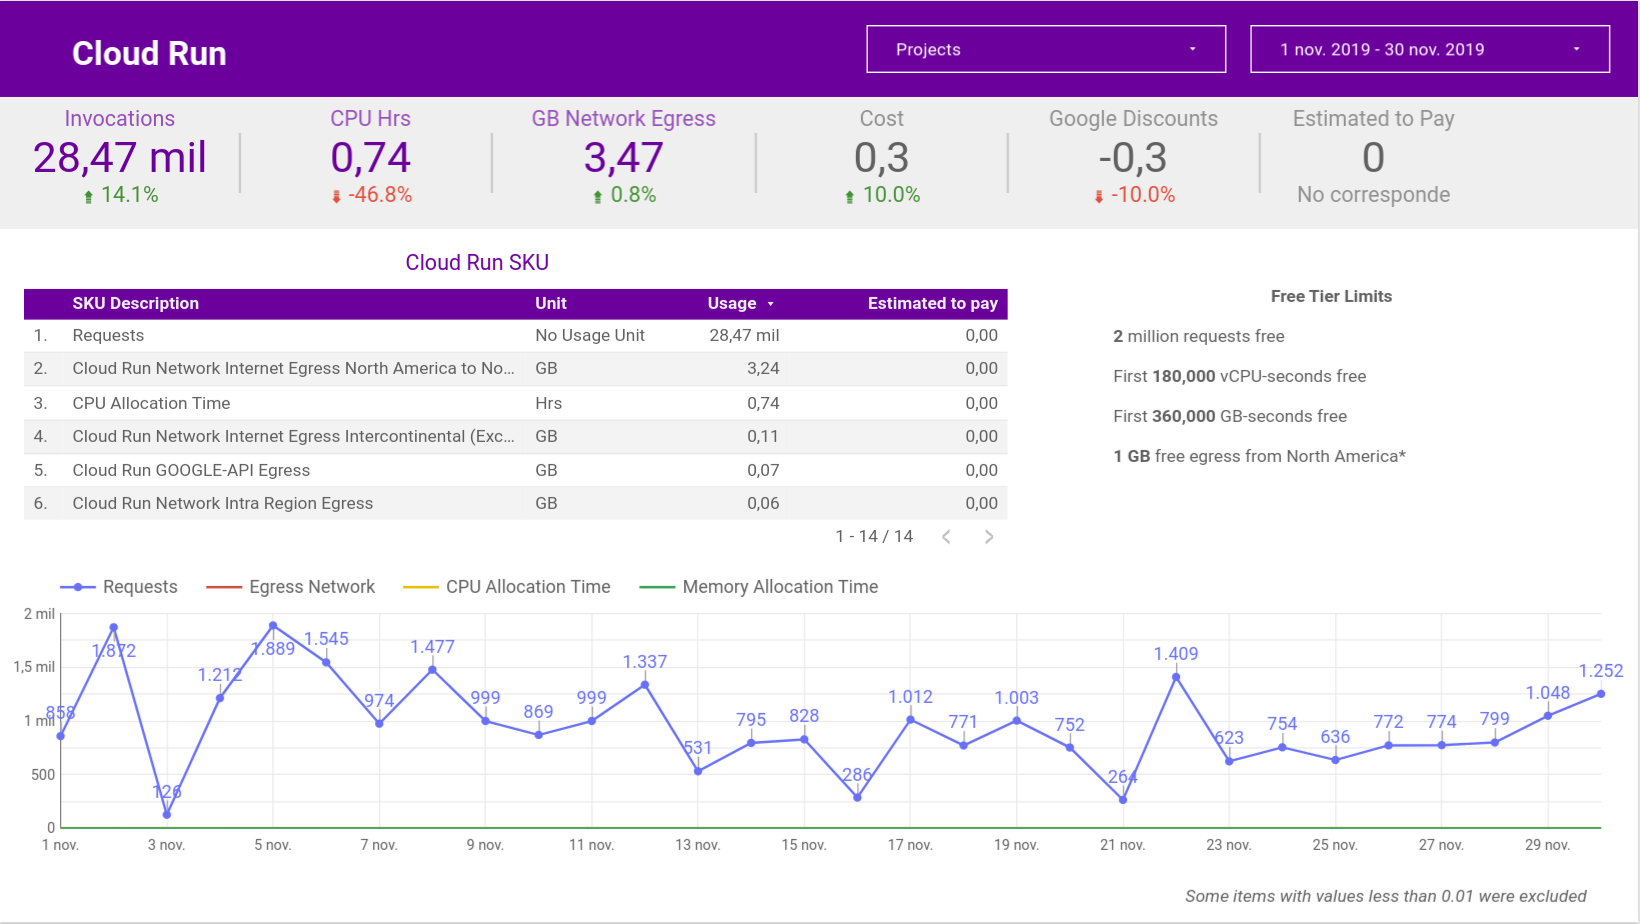 Cloud Run
Projects
1 nov. 2019 - 30 nov. 2019
Invocations CPU Hrs GB Network Egress Cost Google Discounts Estimated to Pay
28,47 mil 0,74 3,47 0,3 -0,3 0
14.1% -46.8% 0.8% 10.0% -10.0% No corresponde
Cloud Run SKU
SKU Description Unit Usage Estimated to pay
1. Requests No Usage Unit 28,47 mil 0,00
2. Cloud Run Network Internet Egress North America to No... GB 3,24 0,00
3. CPU Allocation Time Hrs 0,74 0,00
4. Cloud Run Network Internet Egress Intercontinental (Exc... GB 0,11 0,00
5. Cloud Run GOOGLE-API Egress GB 0,07 0,00
6. Cloud Run Network Intra Region Egress GB 0,06 0,00
1 - 14 / 14
Free Tier Limits
2 million requests free
First 180,000 vCPU-seconds free
First 360,000 GB-seconds free
1 GB free egress from North America*
Requests Egress Network CPU Allocation Time Memory Allocation Time
2 mil
1,5 mil
1 mil
500
0
858 1.872 126 1.212 1.889 1.545 974 1.477 999 869 999 1.337 531 795 828 286 1.012 771 1.003 752 264 1.409 623 754 636 772 774 799 1.048 1.252
1 nov. 3 nov. 5 nov. 7 nov. 9 nov. 11 nov. 13 nov. 15 nov. 17 nov. 19 nov. 21 nov. 23 nov. 25 nov. 27 nov. 29 nov.
Some items with values less than 0.01 were excluded